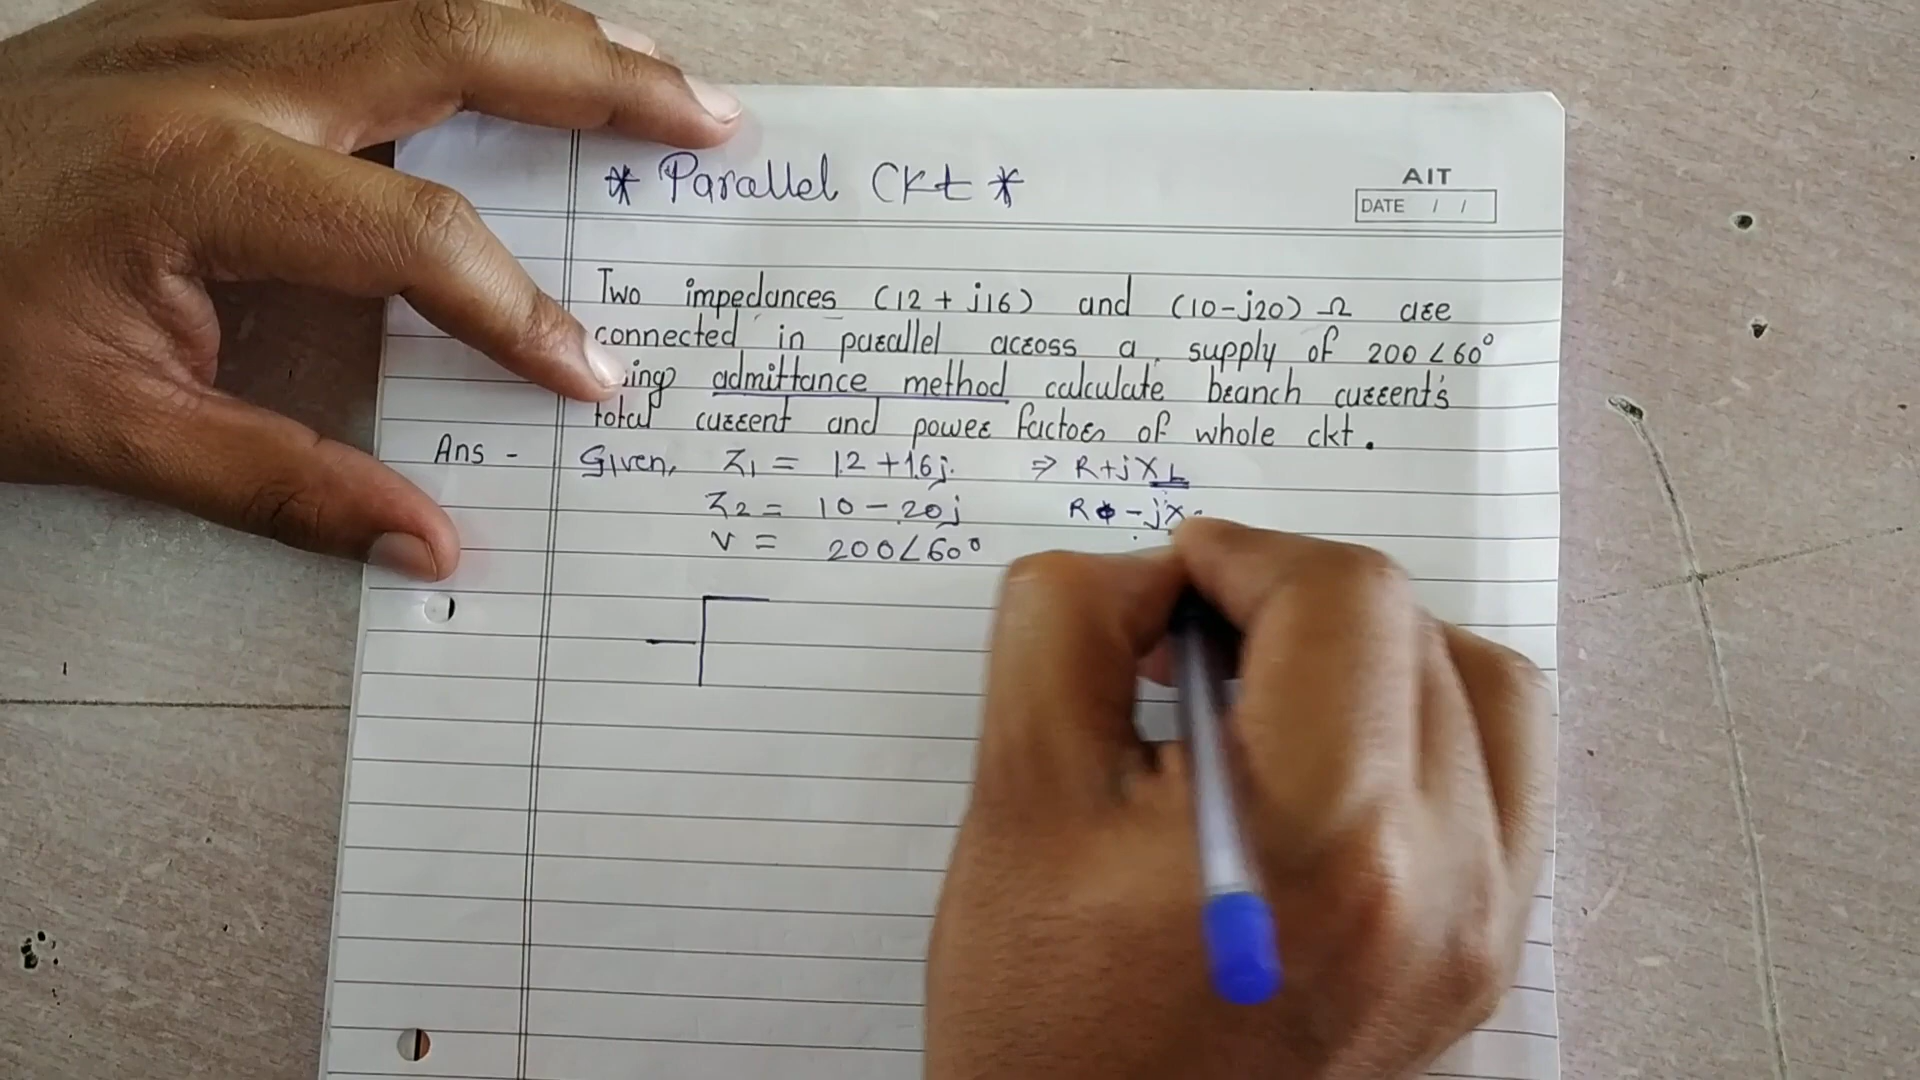 * Parallel Ckt *
AIT
DATE / /
Two impedances (12 + j16) and (10-j20) Ω are
connected in parallel across a supply of 200∠60°
admittance method calculate branch current's
total current and power factors of whole ckt.
Ans - Given, Z1 = 12 + 16j. ⇒ R+jXL
Z2 = 10 - 20j R - jX
V = 200∠60°